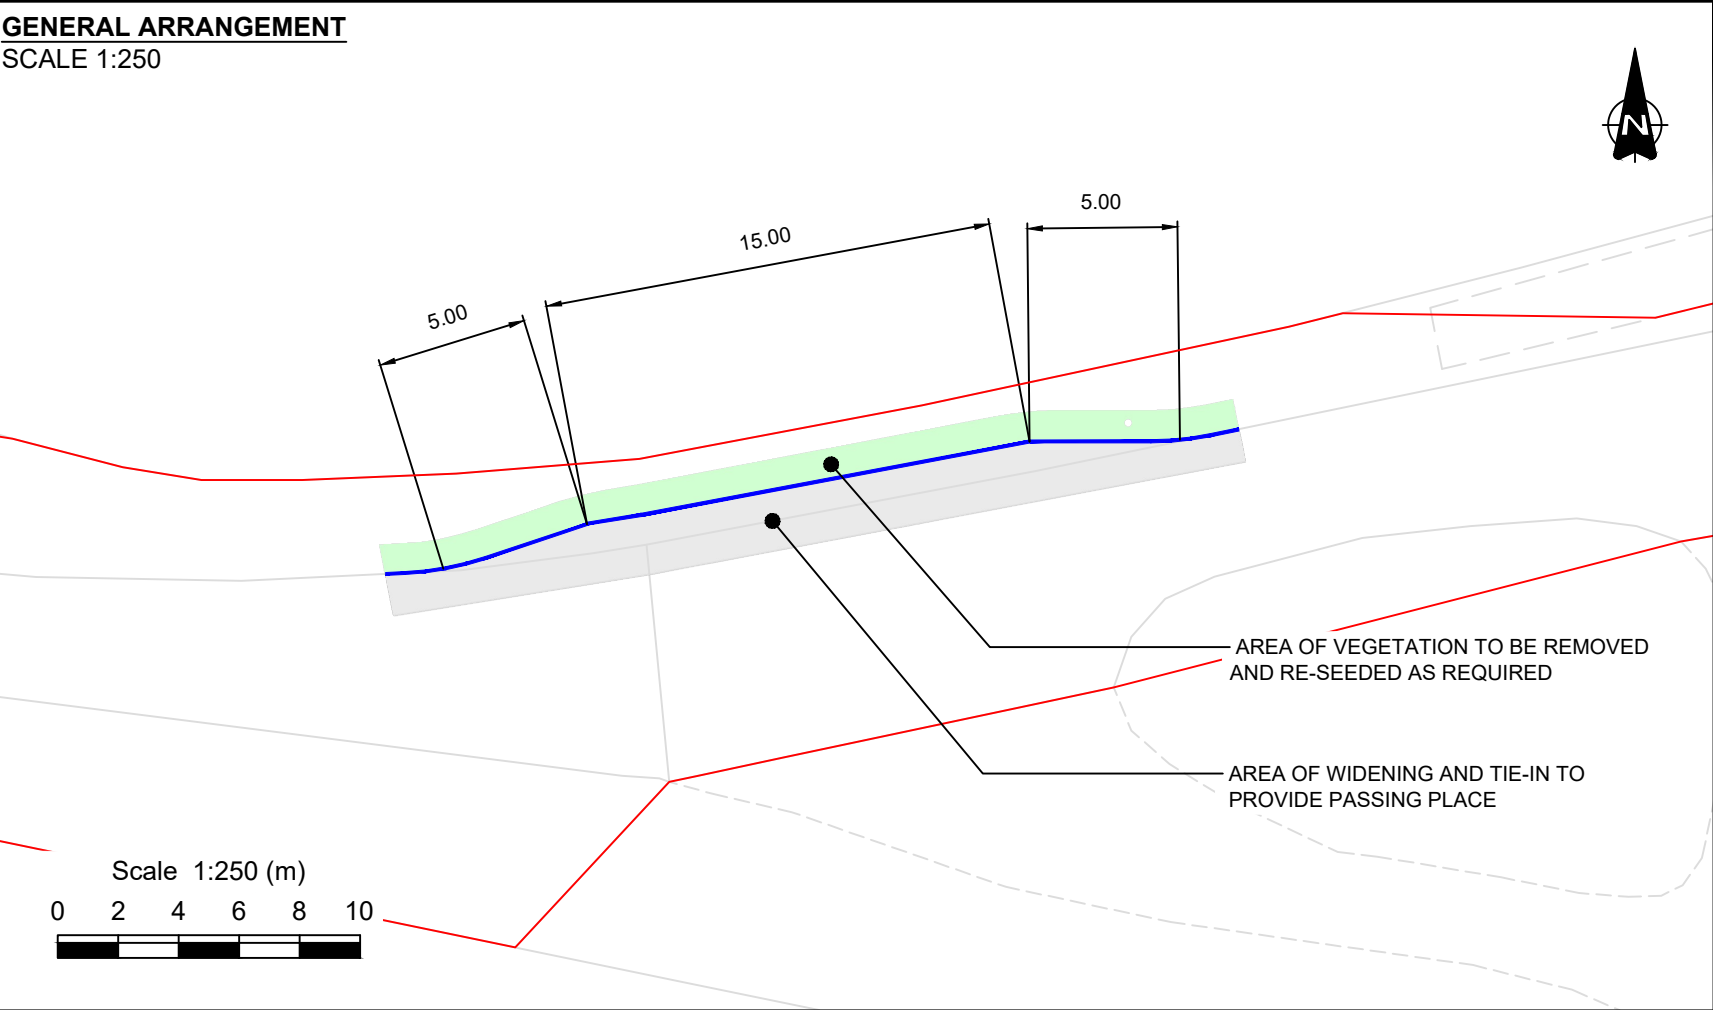 GENERAL ARRANGEMENT
SCALE 1:250
N
5.00
15.00
5.00
AREA OF VEGETATION TO BE REMOVED
AND RE-SEEDED AS REQUIRED
AREA OF WIDENING AND TIE-IN TO
PROVIDE PASSING PLACE
Scale 1:250 (m)
0 2 4 6 8 10